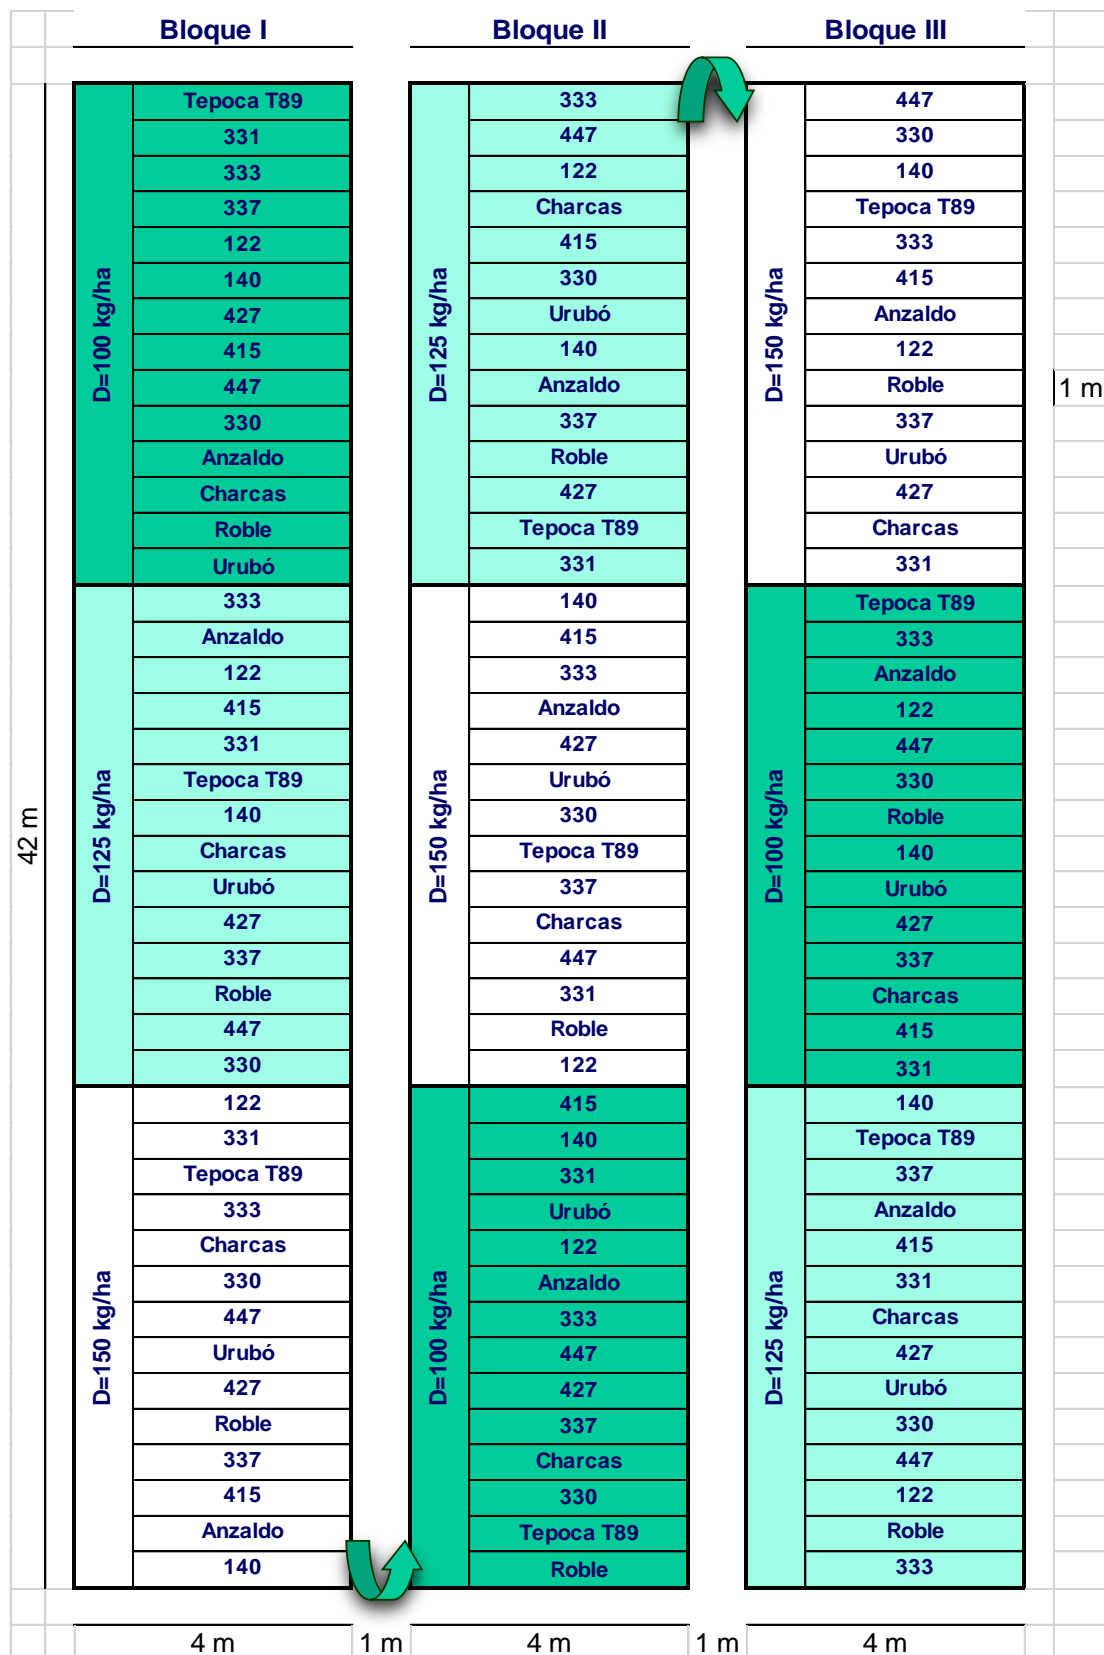 Bloque I
Bloque II
Bloque III
D=100 kg/ha
Tepoca T89
331
333
337
122
140
427
415
447
330
Anzaldo
Charcas
Roble
Urubó
D=125 kg/ha
333
Anzaldo
122
415
331
Tepoca T89
140
Charcas
Urubó
427
337
Roble
447
330
D=150 kg/ha
122
331
Tepoca T89
333
Charcas
330
447
Urubó
427
Roble
337
415
Anzaldo
140
D=125 kg/ha
333
447
122
Charcas
415
330
Urubó
140
Anzaldo
337
Roble
427
Tepoca T89
331
D=150 kg/ha
140
415
333
Anzaldo
427
Urubó
330
Tepoca T89
337
Charcas
447
331
Roble
122
D=100 kg/ha
415
140
331
Urubó
122
Anzaldo
333
447
427
337
Charcas
330
Tepoca T89
Roble
D=150 kg/ha
447
330
140
Tepoca T89
333
415
Anzaldo
122
Roble
337
Urubó
427
Charcas
331
D=100 kg/ha
Tepoca T89
333
Anzaldo
122
447
330
Roble
140
Urubó
427
337
Charcas
415
331
D=125 kg/ha
140
Tepoca T89
337
Anzaldo
415
331
Charcas
427
Urubó
330
447
122
Roble
333
42 m
1 m
4 m
1 m
4 m
1 m
4 m